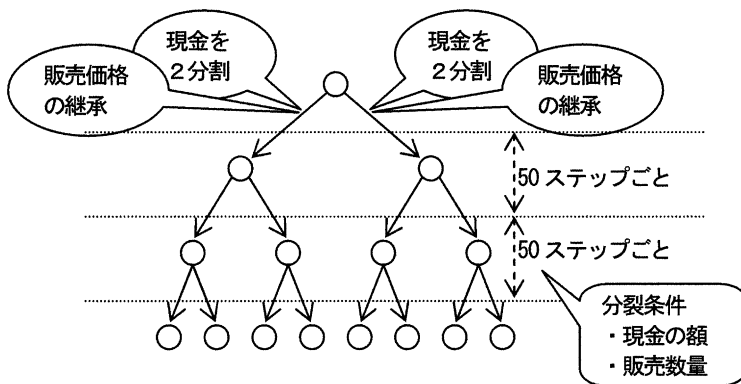 現金を
2分割
現金を
2分割
販売価格
の継承
販売価格
の継承
50 ステップごと
50 ステップごと
分裂条件
・現金の額
・販売数量